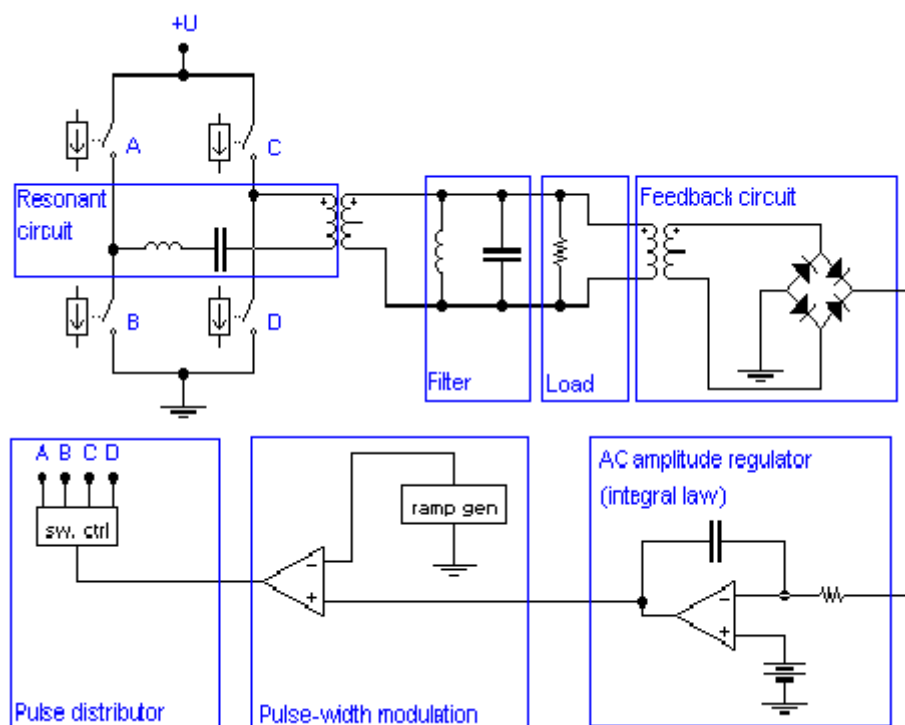 +U
A
C
Resonant
circuit
Feedback circuit
B
D
Filter
Load
A B C D
sw. ctrl
ramp gen
AC amplitude regulator
(integral law)
Pulse distributor
Pulse-width modulation